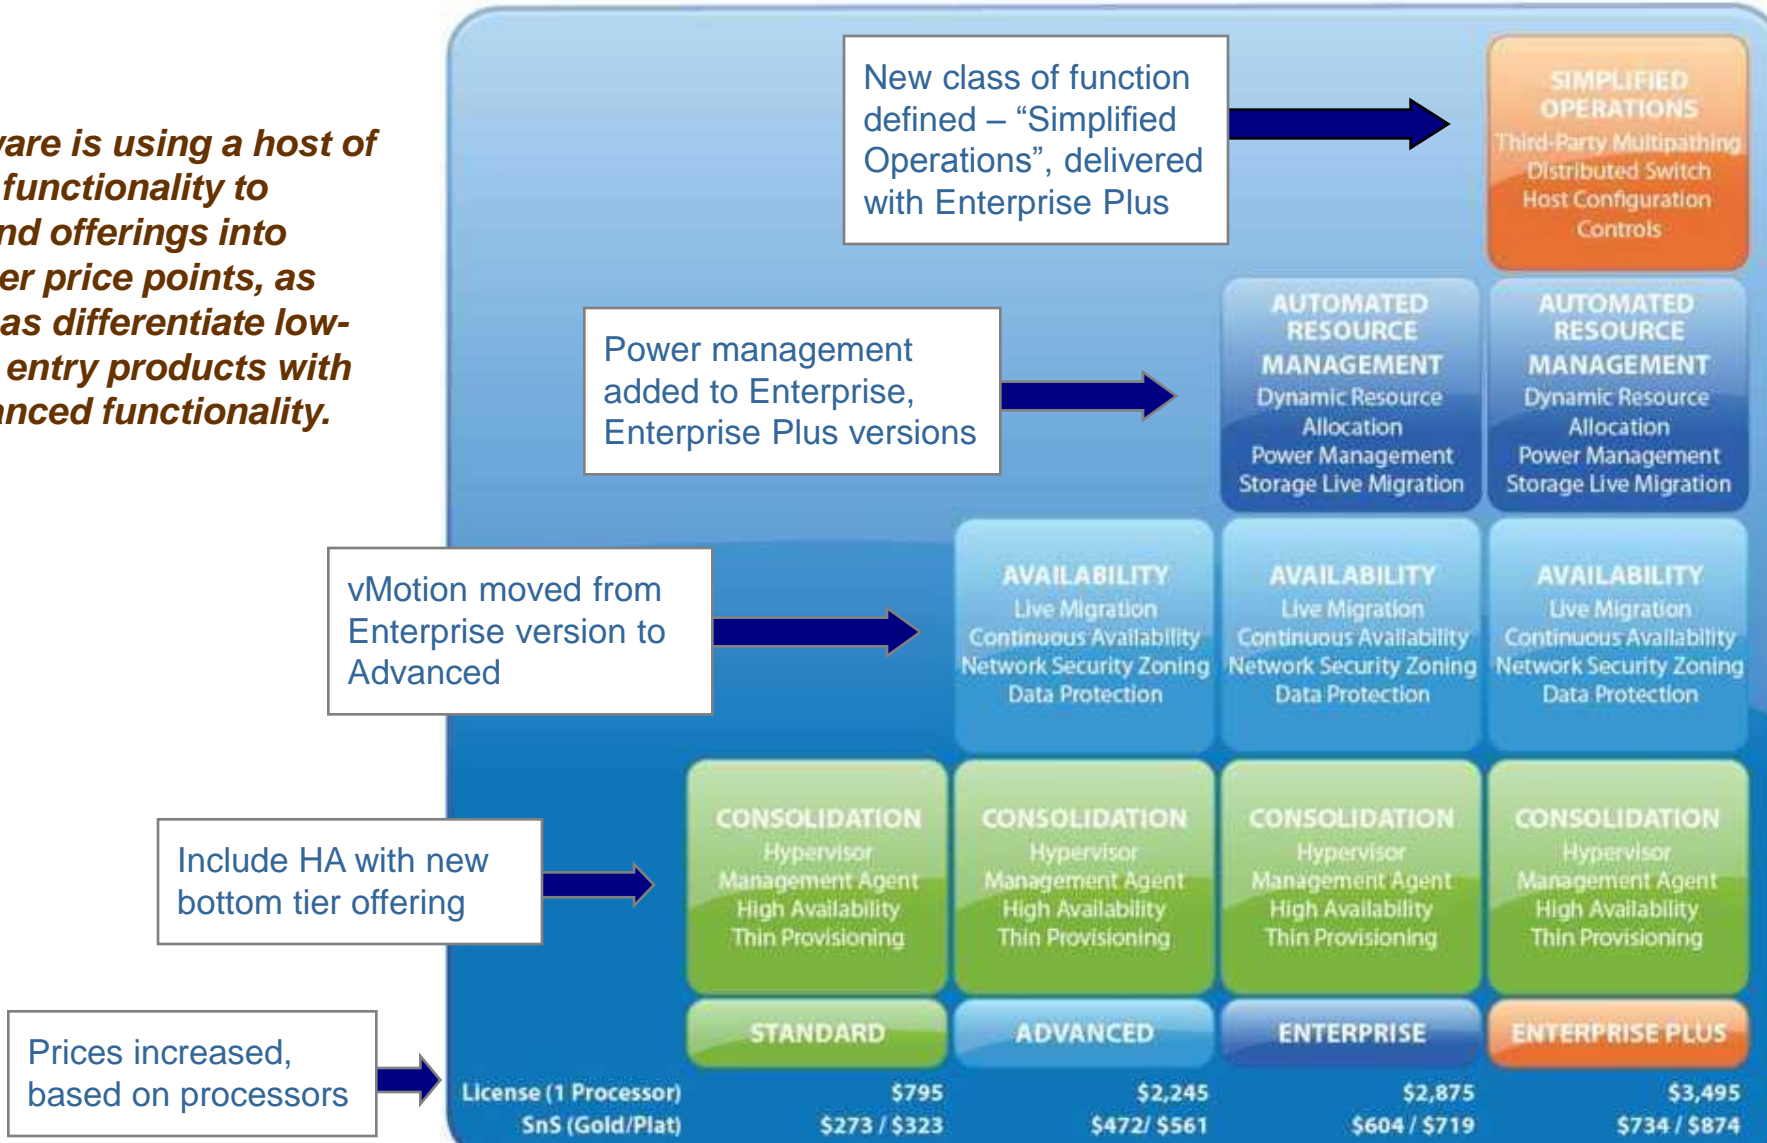 is using a host of
functionality to
offerings into
price points, as
as differentiate low-
entry products with
functionality.
New class of function
defined – “Simplified
Operations”, delivered
with Enterprise Plus
SIMPLIFIED
OPERATIONS
Third-Party Multipathing
Distributed Switch
Host Configuration
Controls
Power management
added to Enterprise,
Enterprise Plus versions
AUTOMATED
RESOURCE
MANAGEMENT
Dynamic Resource
Allocation
Power Management
Storage Live Migration
AUTOMATED
RESOURCE
MANAGEMENT
Dynamic Resource
Allocation
Power Management
Storage Live Migration
vMotion moved from
Enterprise version to
Advanced
AVAILABILITY
Live Migration
Continuous Availability
Network Security Zoning
Data Protection
AVAILABILITY
Live Migration
Continuous Availability
Network Security Zoning
Data Protection
AVAILABILITY
Live Migration
Continuous Availability
Network Security Zoning
Data Protection
Include HA with new
bottom tier offering
CONSOLIDATION
Hypervisor
Management Agent
High Availability
Thin Provisioning
CONSOLIDATION
Hypervisor
Management Agent
High Availability
Thin Provisioning
CONSOLIDATION
Hypervisor
Management Agent
High Availability
Thin Provisioning
CONSOLIDATION
Hypervisor
Management Agent
High Availability
Thin Provisioning
Prices increased,
based on processors
STANDARD ADVANCED ENTERPRISE ENTERPRISE PLUS
License (1 Processor) $795 $2,245 $2,875 $3,495
SnS (Gold/Plat) $273 / $323 $472/ $561 $604 / $719 $734 / $874